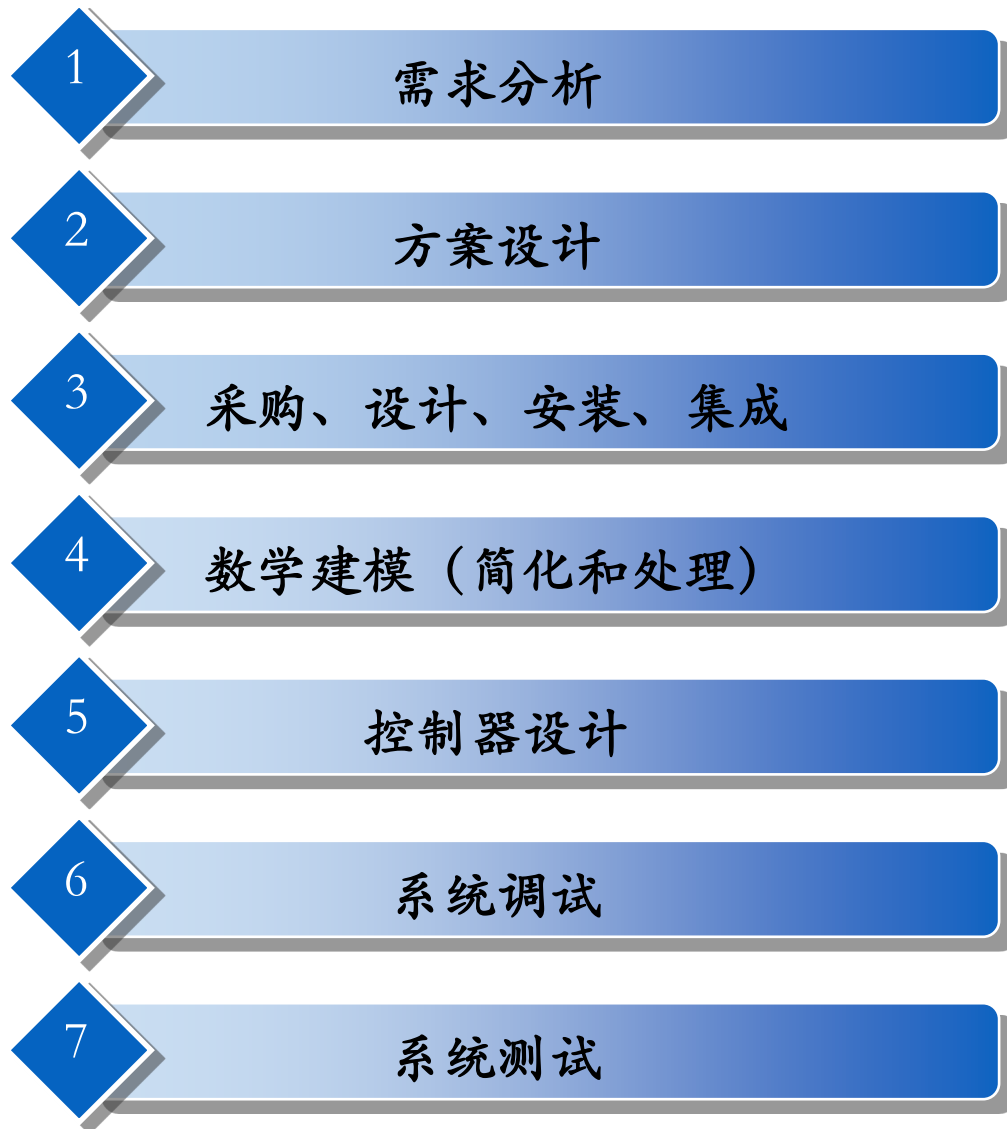 1
需求分析
2
方案设计
3
采购、设计、安装、集成
4
数学建模（简化和处理）
5
控制器设计
6
系统调试
7
系统测试